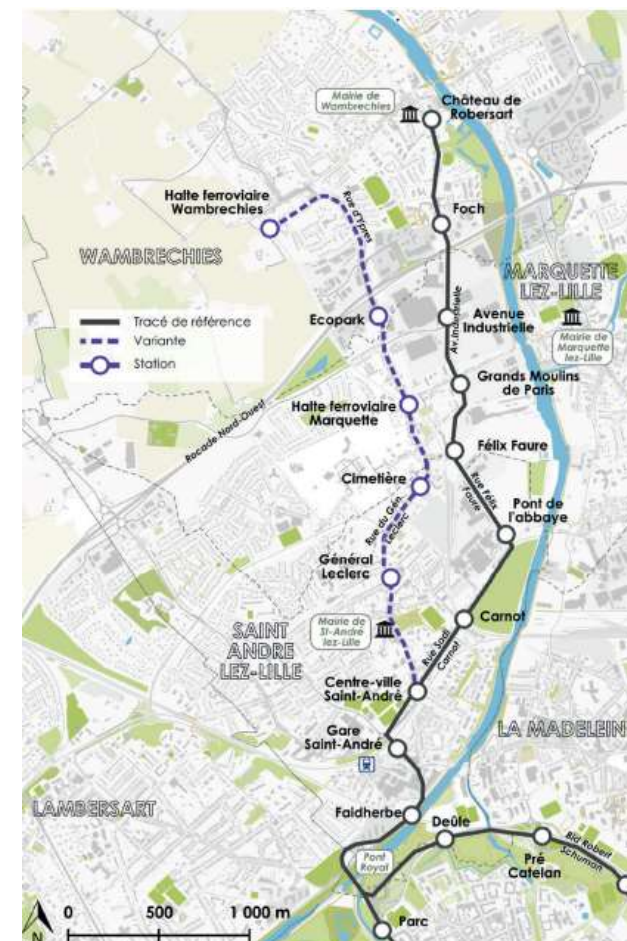 Mairie de
Wambrechies
Château de
Robersart
Halte ferroviaire
Wambrechies
Rue d'Ypres
Foch
WAMBRECHIES
MARQUETTE
LEZ-LILLE
Tracé de référence
Variante
Station
Ecopark
Avenue
Industrielle
Av. Industrielle
Mairie de
Marquette
lez-Lille
Grands Moulins
de Paris
Halte ferroviaire
Marquette
Rocade Nord-Ouest
Félix Faure
Cimetière
Rue Félix
Faure
Rue du Gén.
Leclerc
Pont de
l'abbaye
Général
Leclerc
Mairie de
St-André
lez-Lille
Carnot
SAINT
ANDRE
LEZ-LILLE
Rue Sadi
Carnot
Centre-ville
Saint-André
LA MADELEIN
Gare
Saint-André
LAMBERSART
Faidherbe
Deûle
Bld Robert
Schuman
Pont
Royal
Pré
Catelan
N
0 500 1 000 m
Parc